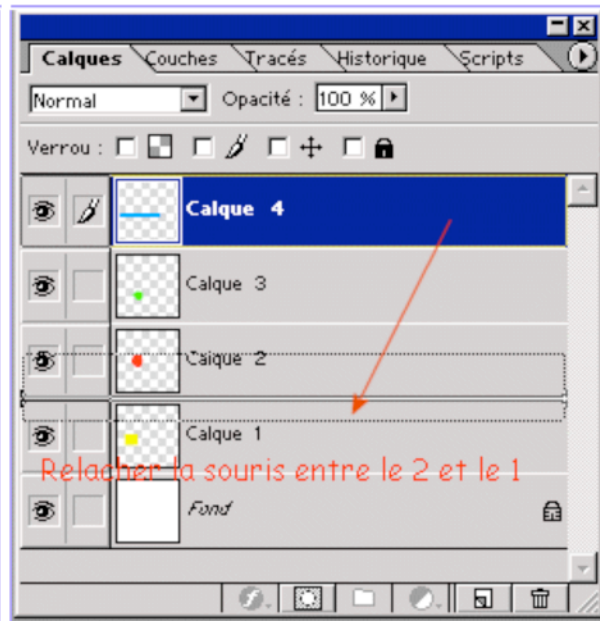 Calques Couches Tracés Historique Scripts
Normal Opacité : 100 %
Verrou :
Calque 4
Calque 3
Calque 2
Calque 1
Relacher la souris entre le 2 et le 1
Fond